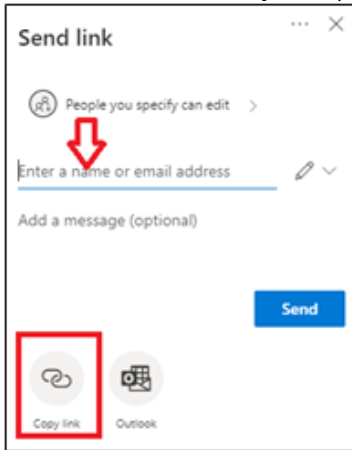 Send link
People you specify can edit
Enter a name or email address
Add a message (optional)
Send
Copy link
Outlook